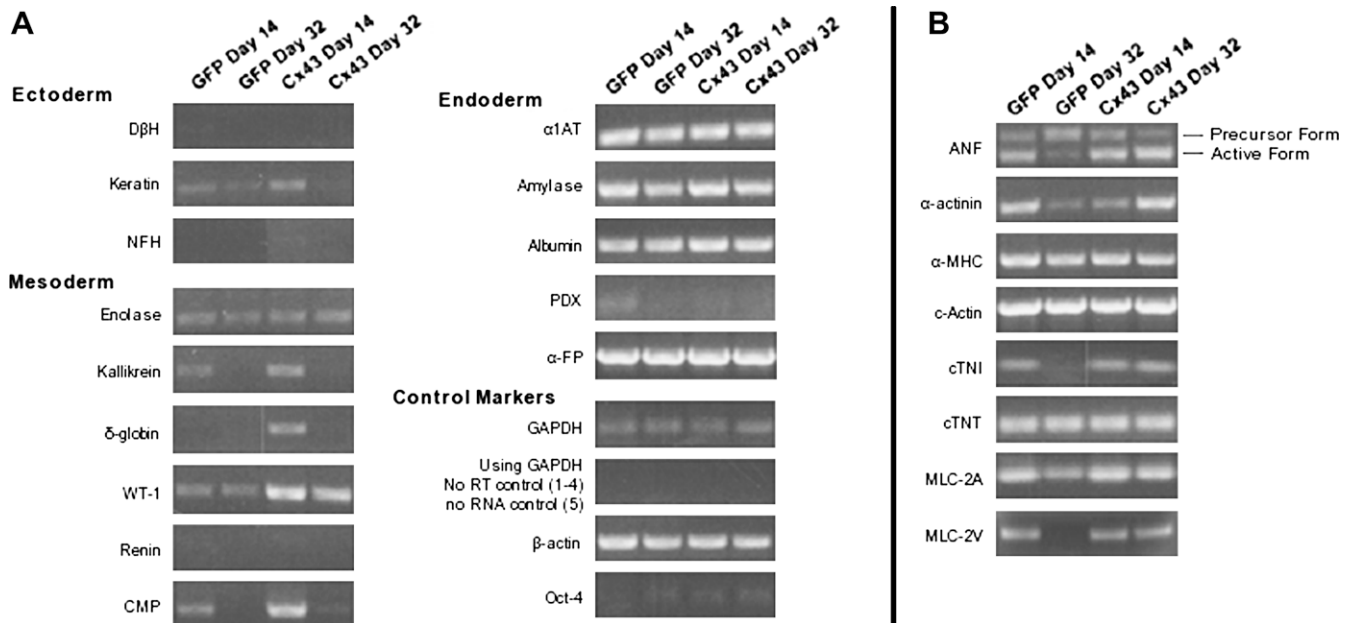 A
GFP Day 14
GFP Day 32
Cx43 Day 14
Cx43 Day 32
Ectoderm
DβH
Keratin
NFH
Mesoderm
Enolase
Kallikrein
δ-globin
WT-1
Renin
CMP
GFP Day 14
GFP Day 32
Cx43 Day 14
Cx43 Day 32
Endoderm
α1AT
Amylase
Albumin
PDX
α-FP
Control Markers
GAPDH
Using GAPDH
No RT control (1-4)
no RNA control (5)
β-actin
Oct-4
B
GFP Day 14
GFP Day 32
Cx43 Day 14
Cx43 Day 32
ANF
Precursor Form
Active Form
α-actinin
α-MHC
c-Actin
cTNI
cTNT
MLC-2A
MLC-2V